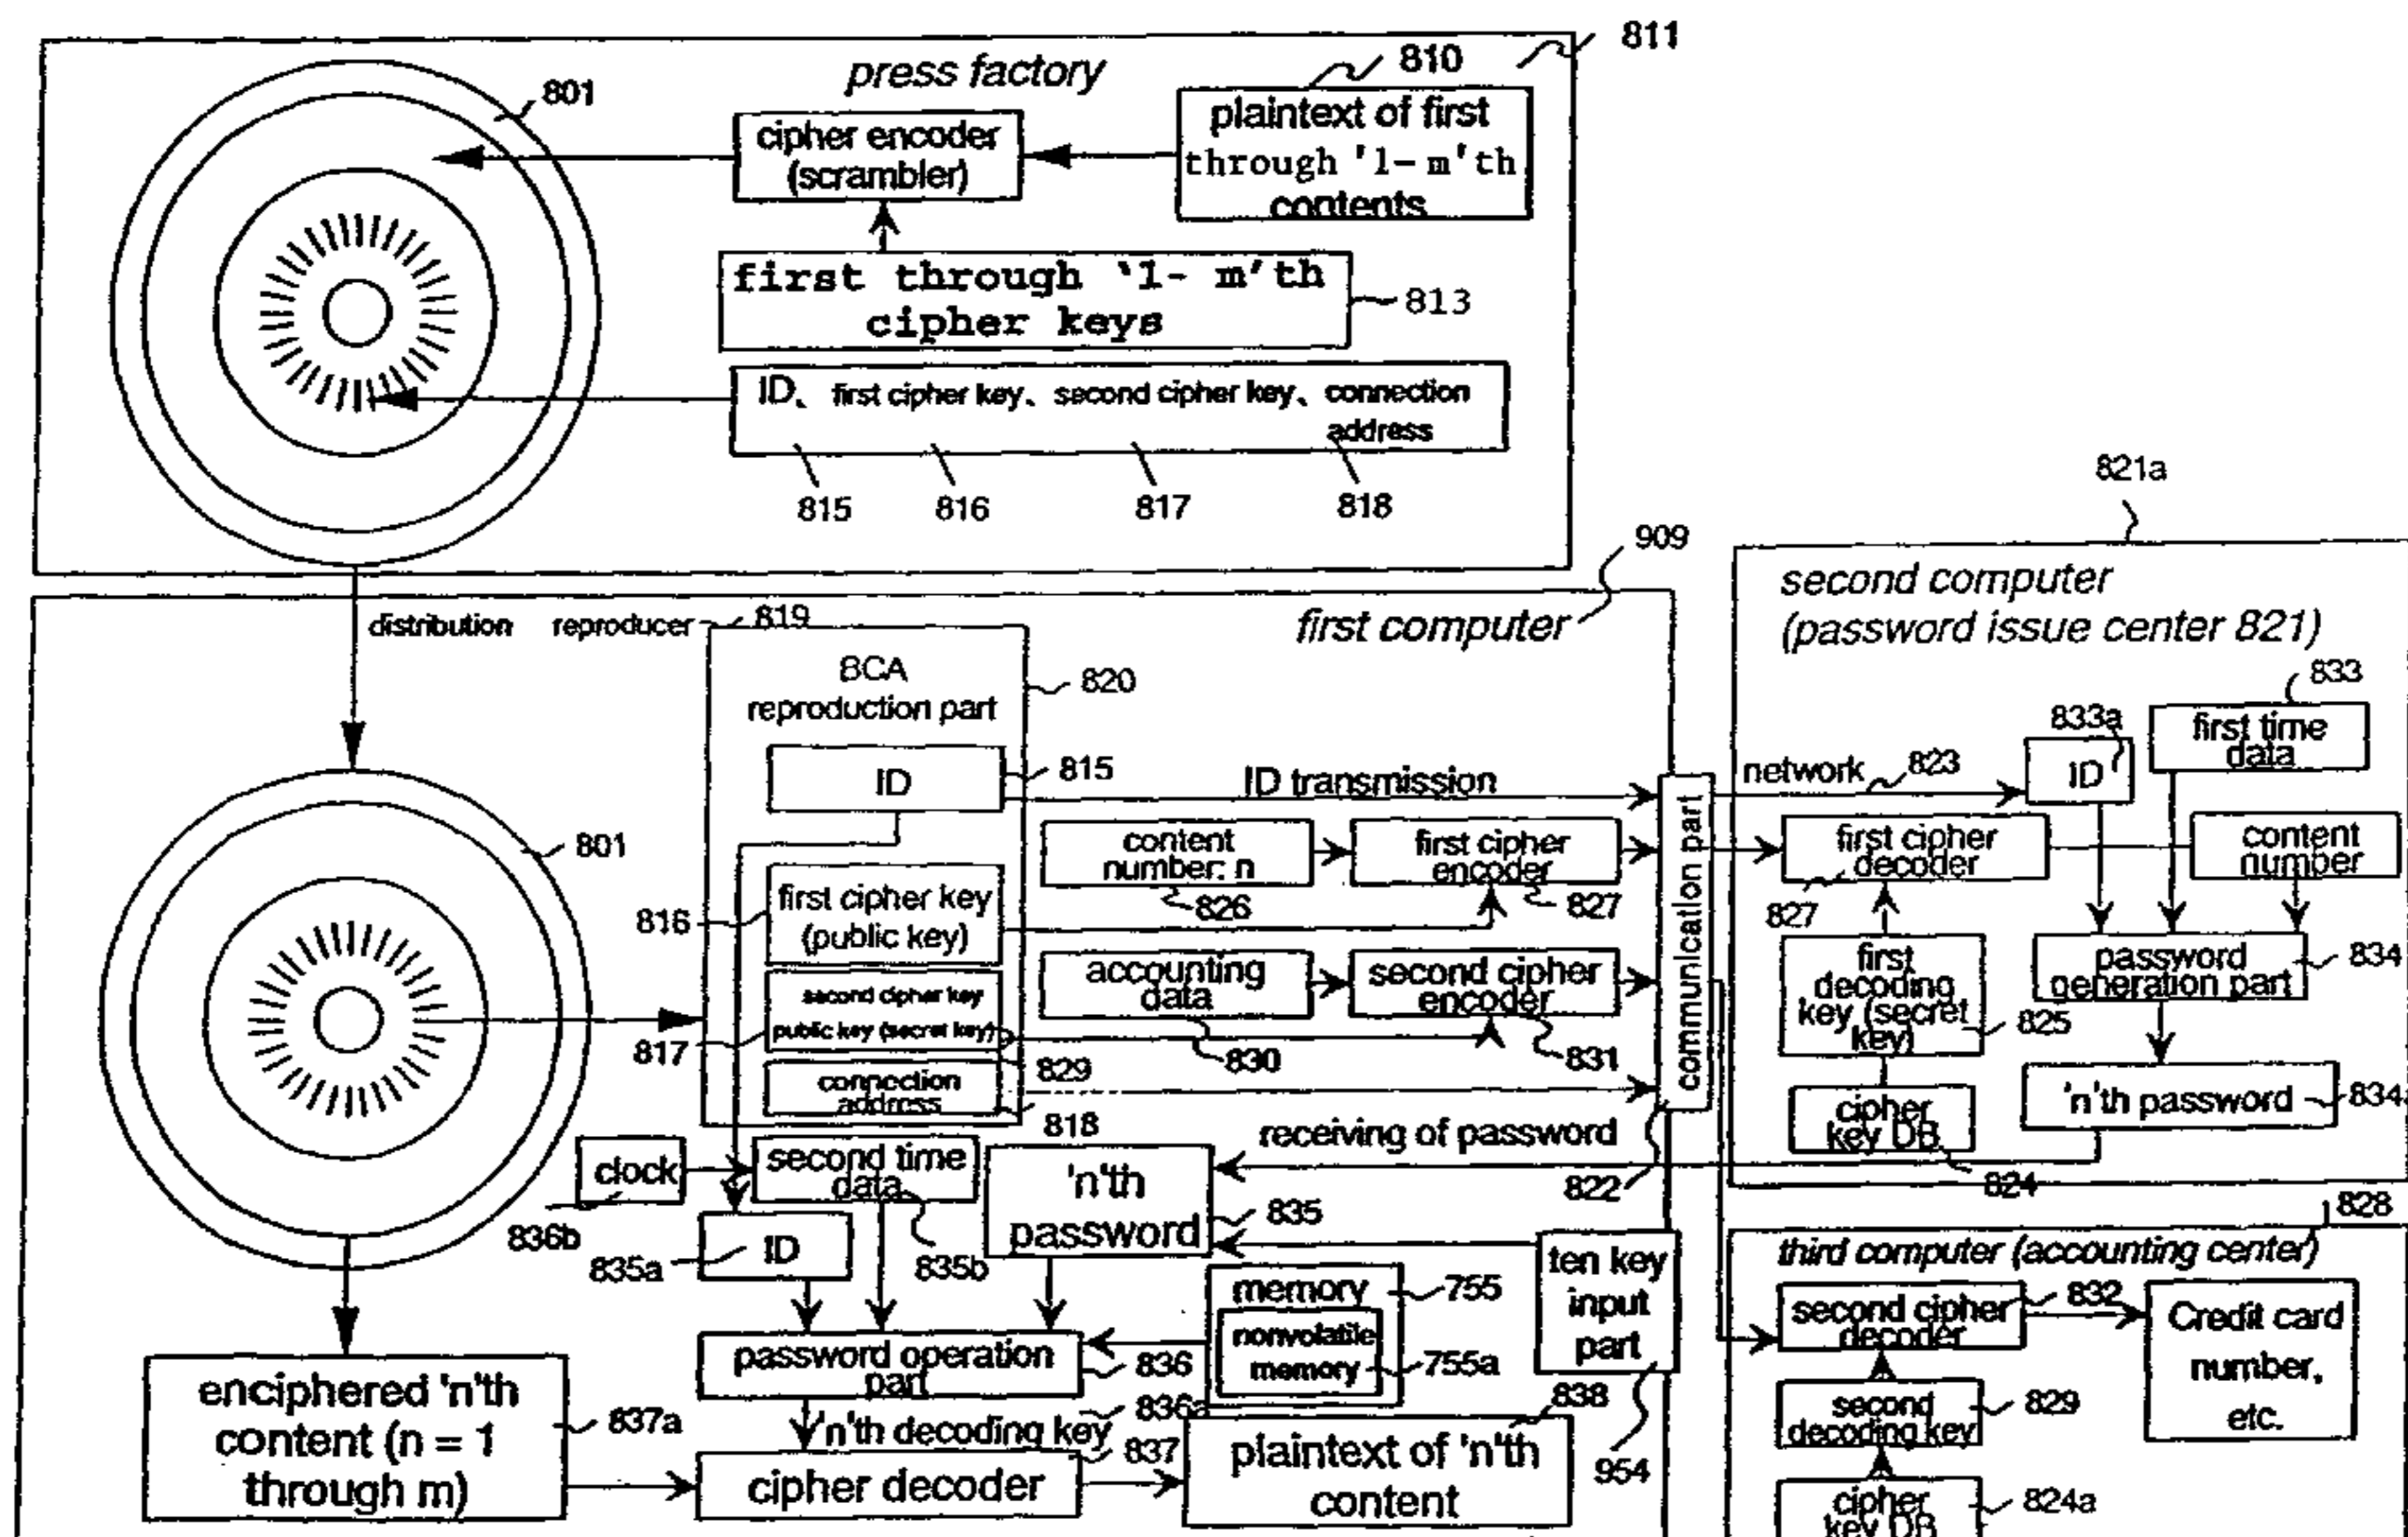 811
press factory
810
801
cipher encoder
(scrambler)
plaintext of first
through '1- m'th
contents
first through '1- m'th
cipher keys
813
ID、 first cipher key、 second cipher key、 connection
address
815
816
817
818
821a
909
distribution
reproducer
819
first computer
second computer
(password issue center 821)
BCA
reproduction part
820
833
833a
first time
data
ID
815
ID transmission
network
823
ID
801
content
number: n
826
first cipher
encoder
827
communication part
first cipher
decoder
827
content
number
first cipher key
(public key)
816
accounting
data
830
second cipher
encoder
831
first
decoding
key (secret
key)
825
password
generation part
834
second cipher key
public key (secret key)
817
829
connection
address
818
818
cipher
key DB
824
'n'th password
834a
receiving of password
822
clock
836b
second time
data
835b
'n'th
password
835
ID
835a
828
third computer (accounting center)
memory
755
nonvolatile
memory
755a
ten key
input
part
954
second cipher
decoder
832
Credit card
number,
etc.
password operation
part
836
836a
'n'th decoding key
838
enciphered 'n'th
content (n = 1
through m)
837a
cipher decoder
837
plaintext of 'n'th
content
second
decoding key
829
cipher
key DB
824a